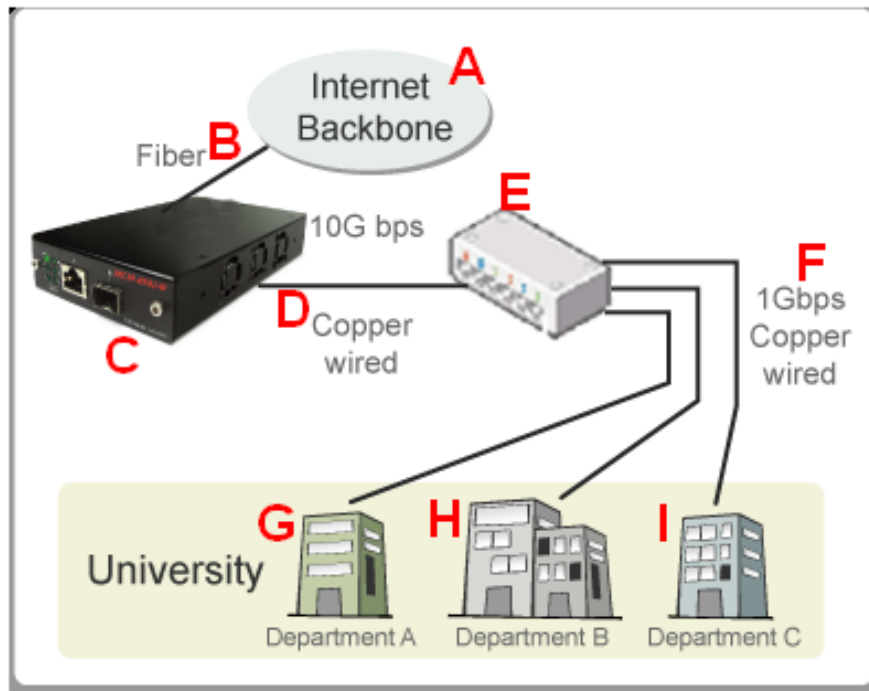 A
Internet
Backbone
B
Fiber
10G bps
E
C
D
Copper
wired
F
1Gbps
Copper
wired
G
H
I
University
Department A
Department B
Department C